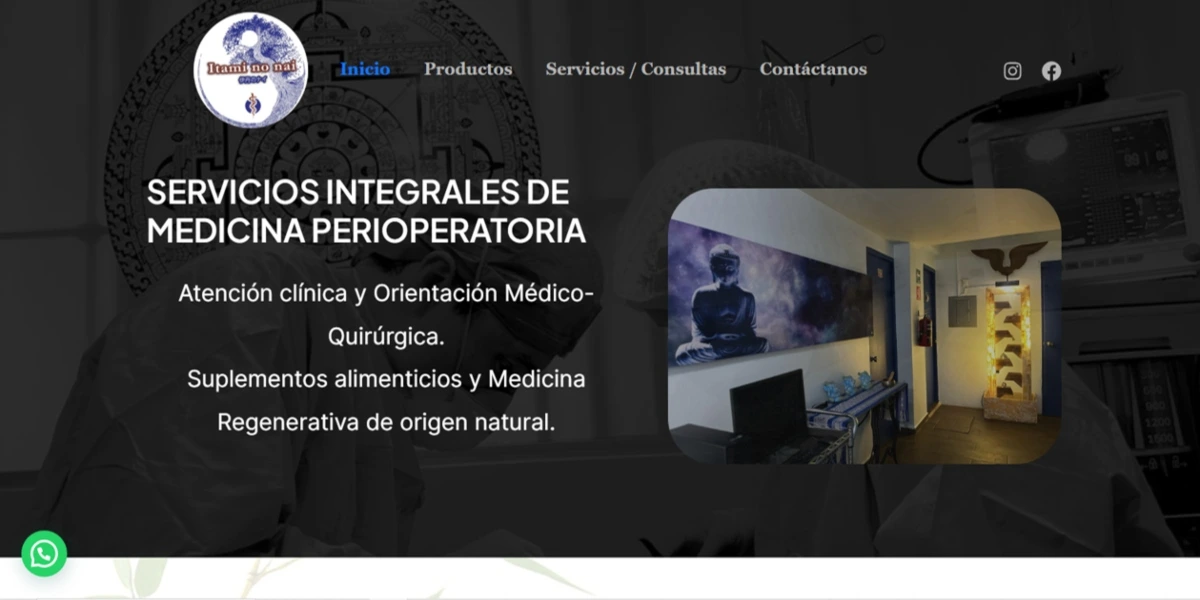 Itami no nai
Inicio
Productos
Servicios / Consultas
Contáctanos
SERVICIOS INTEGRALES DE
MEDICINA PERIOPERATORIA
Atención clínica y Orientación Médico-
Quirúrgica.
Suplementos alimenticios y Medicina
Regenerativa de origen natural.